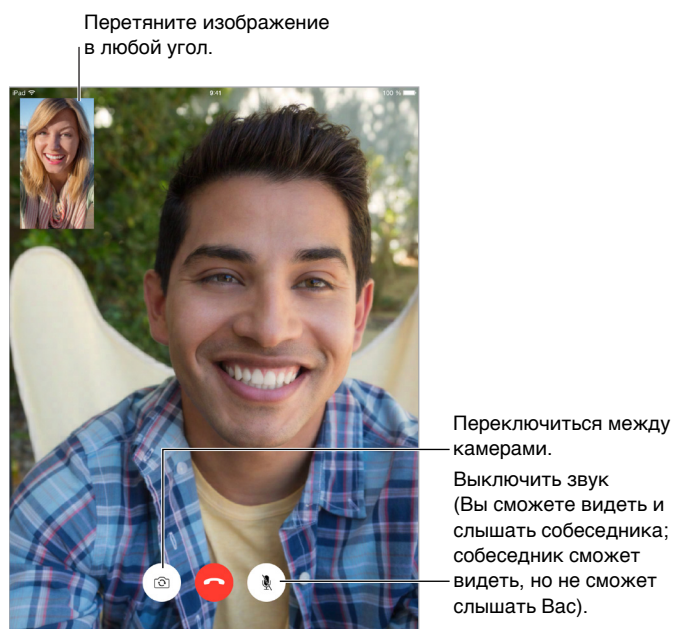 Перетяните изображение
в любой угол.
iPad
9:41
100 %
Переключиться между
камерами.
Выключить звук
(Вы сможете видеть и
слышать собеседника;
собеседник сможет
видеть, но не сможет
слышать Вас).